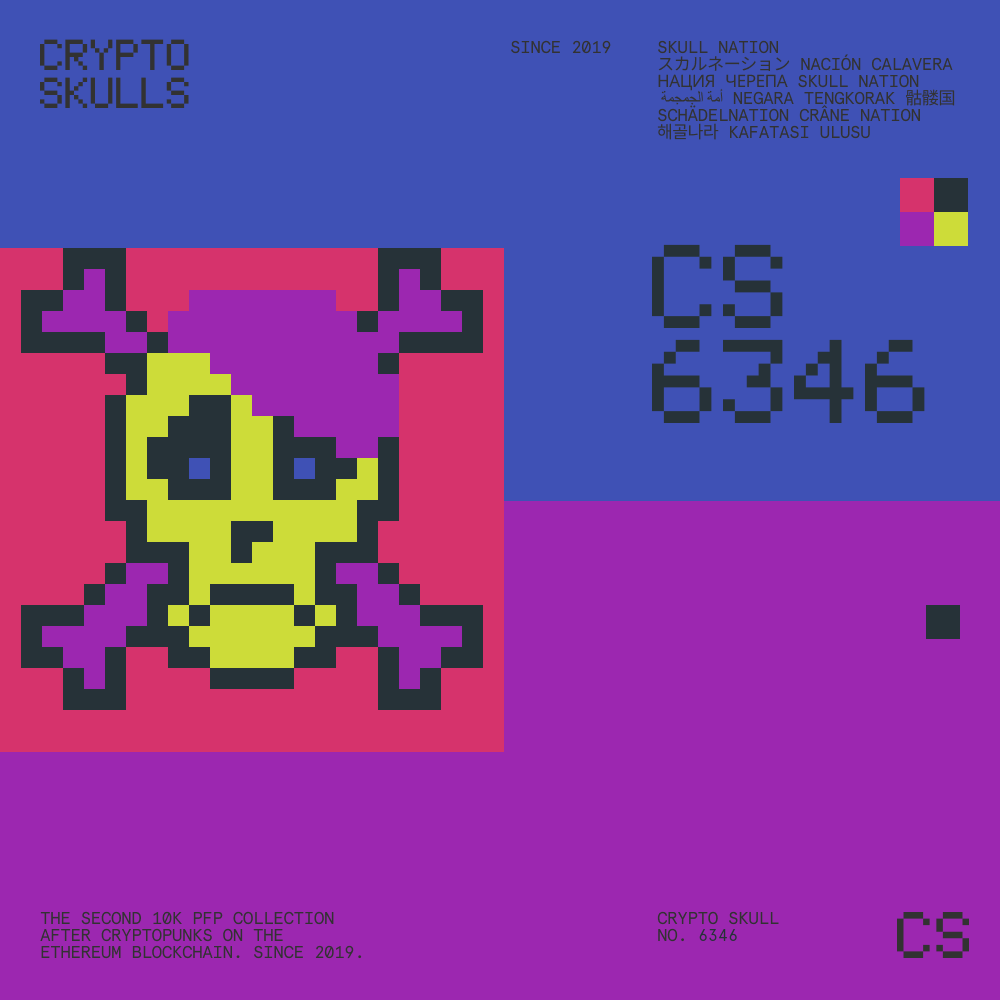 CRYPTO
SKULLS
SINCE 2019
SKULL NATION
スカルネーション NACIÓN CALAVERA
НАЦИЯ ЧЕРЕПА SKULL NATION
أمة الجمجمة NEGARA TENGKORAK 骷髅国
SCHÄDELNATION CRÂNE NATION
해골나라 KAFATASI ULUSU
CS
6346
THE SECOND 10K PFP COLLECTION
AFTER CRYPTOPUNKS ON THE
ETHEREUM BLOCKCHAIN. SINCE 2019.
CRYPTO SKULL
NO. 6346
CS